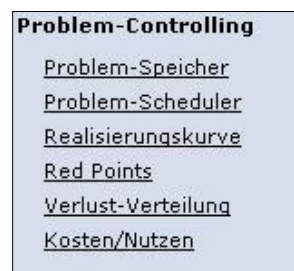 Problem-Controlling
Problem-Speicher
Problem-Scheduler
Realisierungskurve
Red Points
Verlust-Verteilung
Kosten/Nutzen